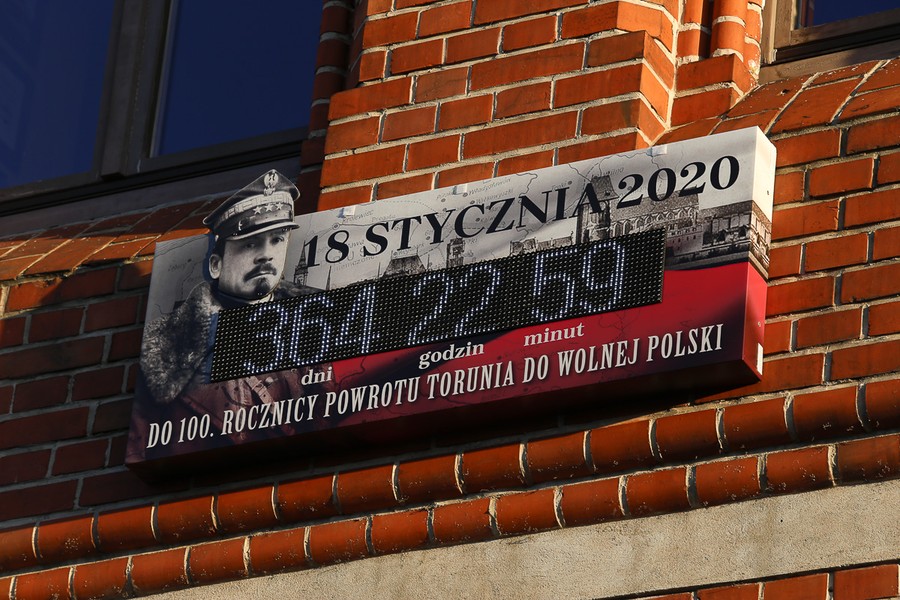 18 STYCZNIA 2020
364 22 59
dni godzin minut
DO 100. ROCZNICY POWROTU TORUNIA DO WOLNEJ POLSKI